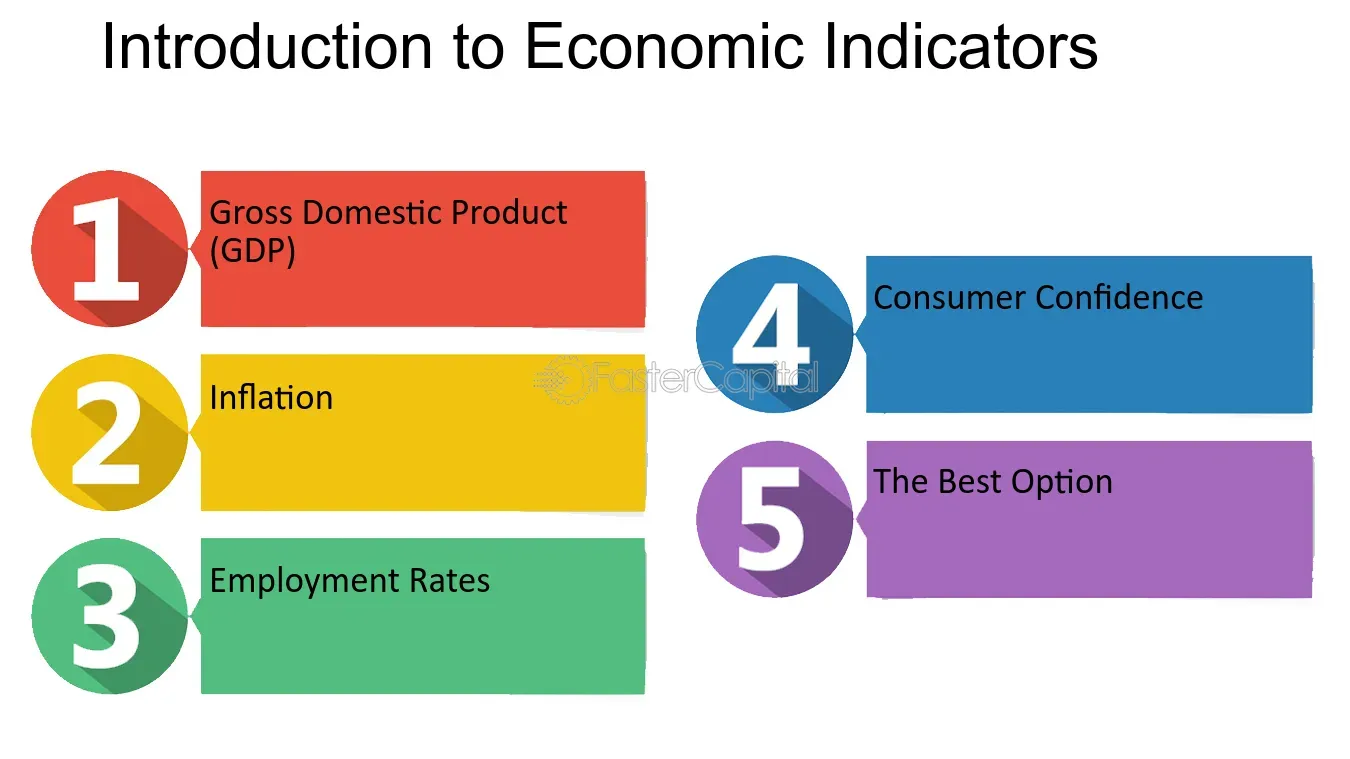 Introduction to Economic Indicators
1
Gross Domestic Product
(GDP)
2
Inflation
3
Employment Rates
4
Consumer Confidence
5
The Best Option
FasterCapital